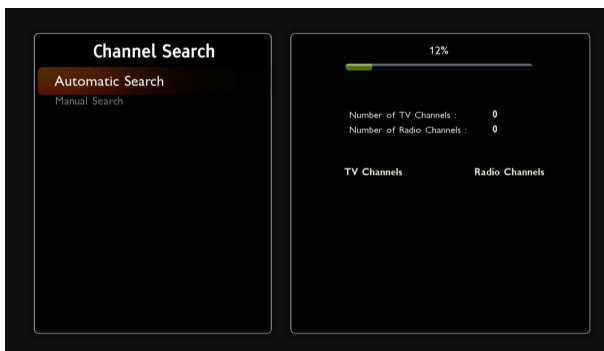 Channel Search
Automatic Search
Manual Search
12%
Number of TV Channels : 0
Number of Radio Channels : 0
TV Channels Radio Channels